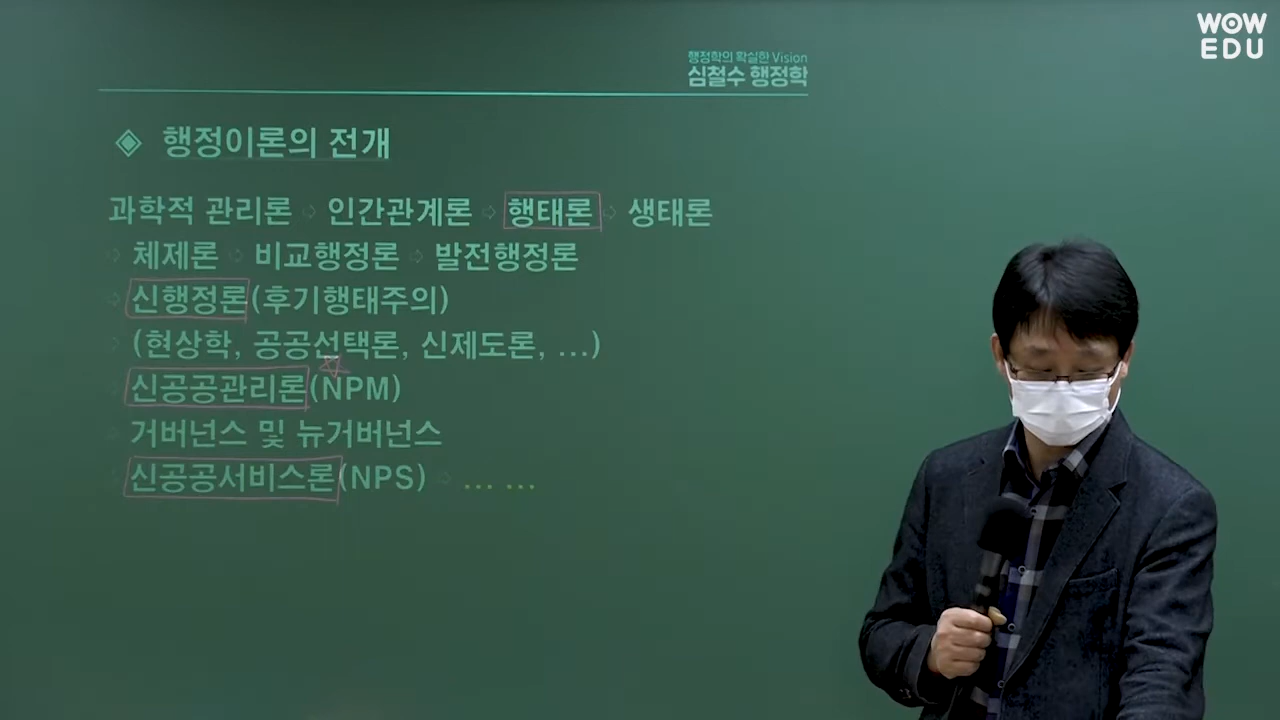 WOW
EDU
행정학의 확실한 Vision
심철수 행정학
◈ 행정이론의 전개
과학적 관리론 ⇨ 인간관계론 ⇨ 행태론 ⇨ 생태론
⇨ 체제론 ⇨ 비교행정론 ⇨ 발전행정론
⇨ 신행정론(후기행태주의)
⇨ (현상학, 공공선택론, 신제도론, …)
⇨ 신공공관리론(NPM)
⇨ 거버넌스 및 뉴거버넌스
⇨ 신공공서비스론(NPS) ⇨ … …